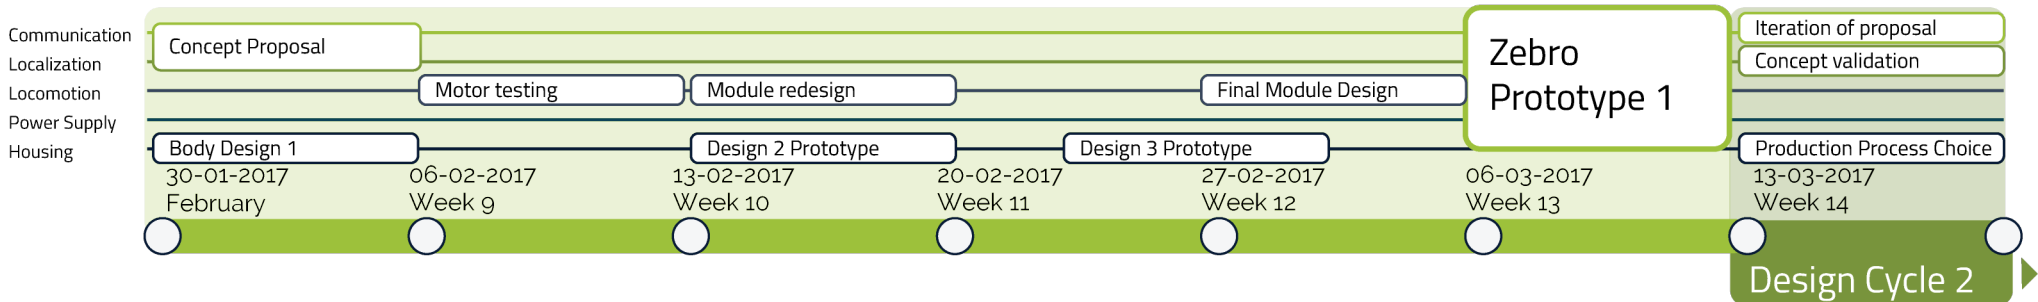 Communication
Localization
Locomotion
Power Supply
Housing
Concept Proposal
Motor testing
Module redesign
Final Module Design
Body Design 1
Design 2 Prototype
Design 3 Prototype
Zebro
Prototype 1
Iteration of proposal
Concept validation
Production Process Choice
30-01-2017
February
06-02-2017
Week 9
13-02-2017
Week 10
20-02-2017
Week 11
27-02-2017
Week 12
06-03-2017
Week 13
13-03-2017
Week 14
Design Cycle 2